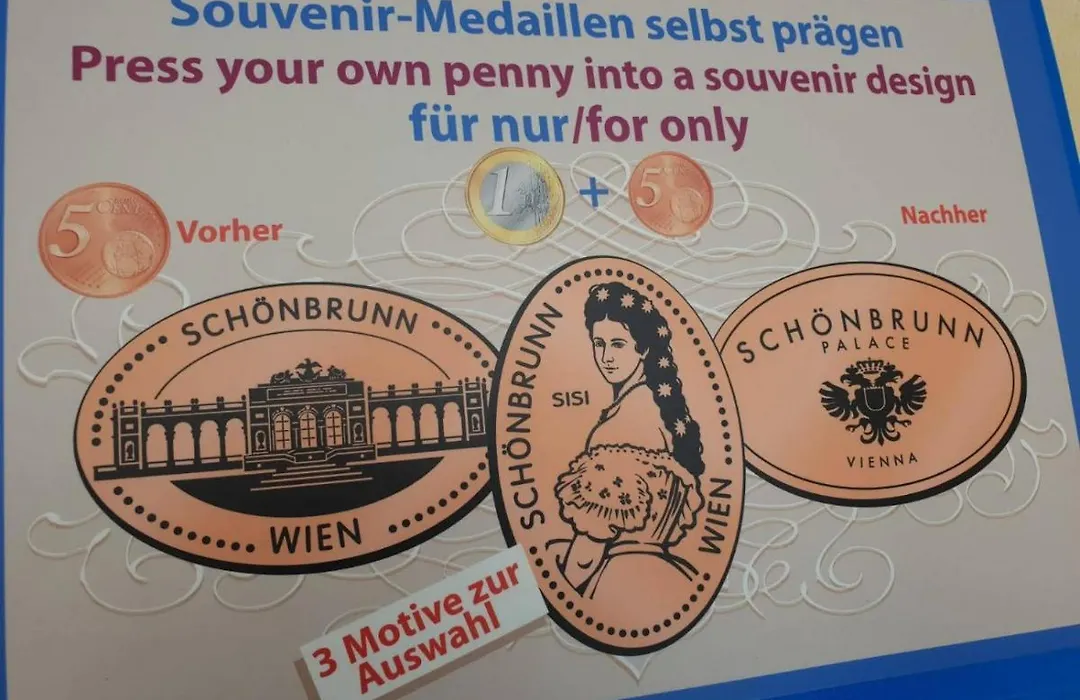 Souvenir-Medaillen selbst prägen
Press your own penny into a souvenir design
für nur/for only
1 + 5
5 CENT
Vorher
Nachher
SCHÖNBRUNN
WIEN
SCHÖNBRUNN
SISI
WIEN
SCHÖNBRUNN
PALACE
VIENNA
3 Motive zur
Auswahl